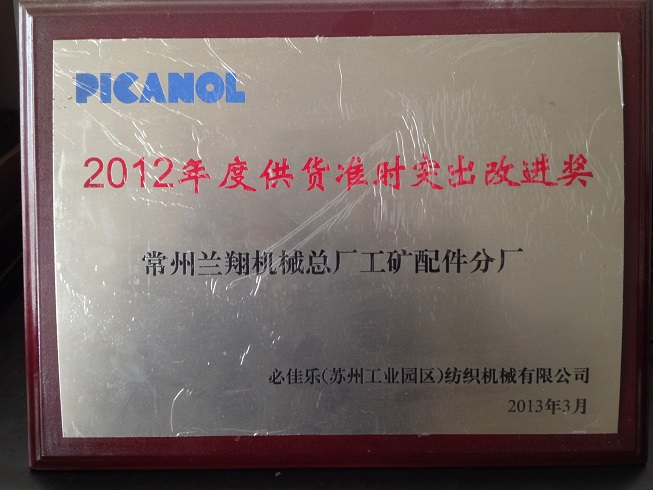 PICANOL
2012年度供货准时突出改进奖
常州兰翔机械总厂工矿配件分厂
必佳乐(苏州工业园区)纺织机械有限公司
2013年3月